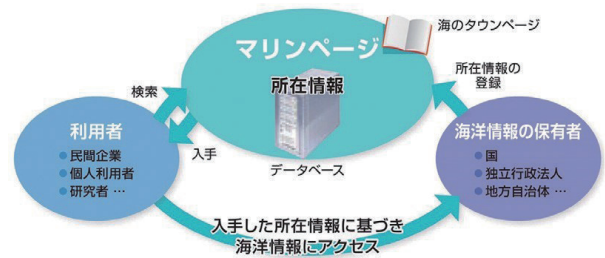 海のタウンページ
マリンページ
所在情報
データベース
検索
入手
所在情報の
登録
利用者
● 民間企業
● 個人利用者
● 研究者 …
海洋情報の保有者
● 国
● 独立行政法人
● 地方自治体 …
入手した所在情報に基づき
海洋情報にアクセス